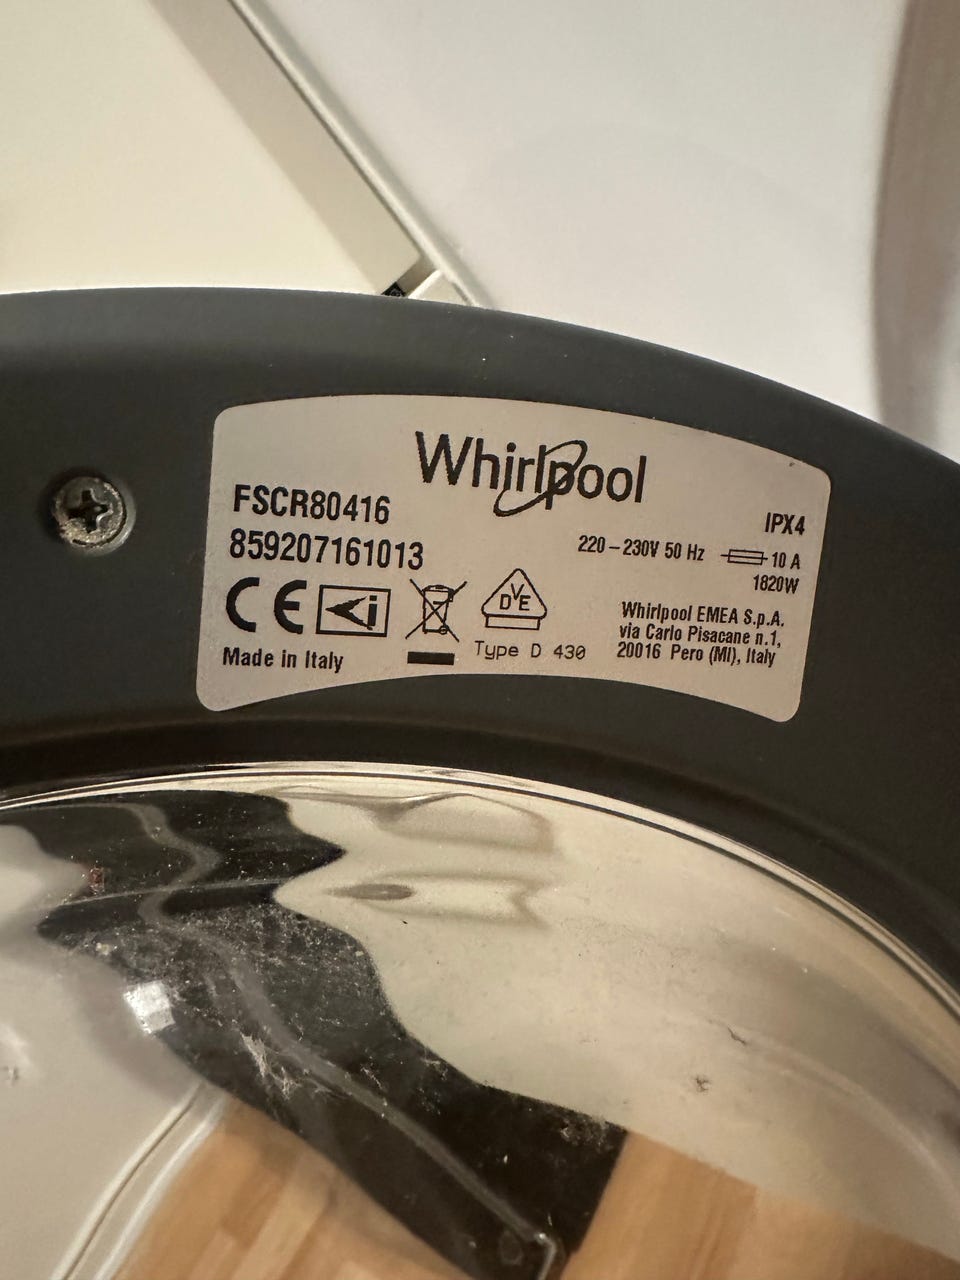 Whirlpool
FSCR80416
859207161013
IPX4
220-230V 50 Hz 10 A
1820W
CE i
VDE
Type D 430
Made in Italy
Whirlpool EMEA S.p.A.
via Carlo Pisacane n.1,
20016 Pero (MI), Italy